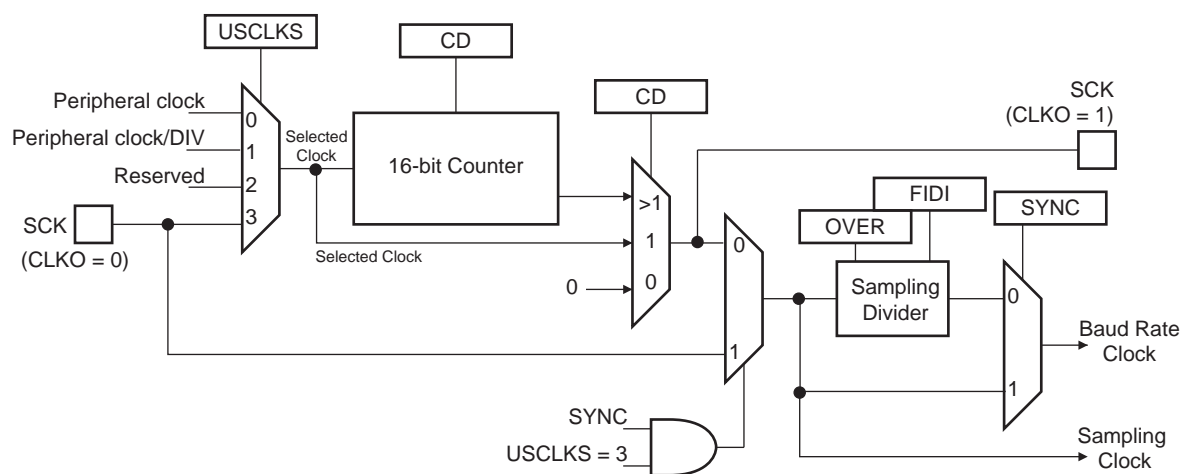 USCLKS
CD
CD
SCK
(CLKO = 1)
Peripheral clock
Peripheral clock/DIV
Reserved
SCK
(CLKO = 0)
0
1
2
3
Selected
Clock
16-bit Counter
Selected Clock
0
>1
1
0
0
1
FIDI
OVER
SYNC
Sampling
Divider
0
1
Baud Rate
Clock
SYNC
USCLKS = 3
Sampling
Clock